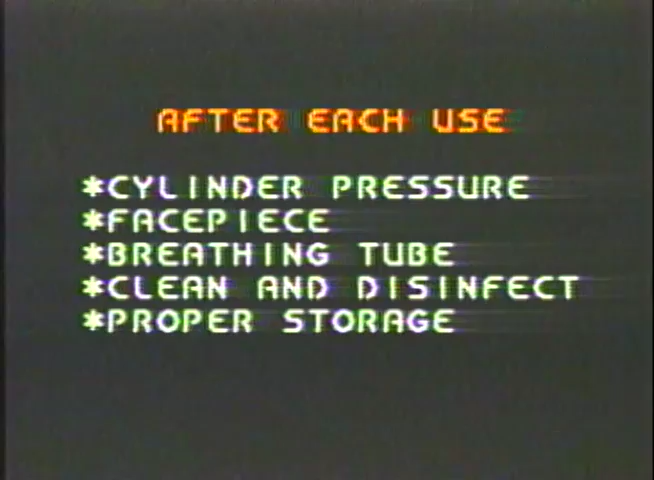 AFTER EACH USE
*CYLINDER PRESSURE
*FACEPIECE
*BREATHING TUBE
*CLEAN AND DISINFECT
*PROPER STORAGE